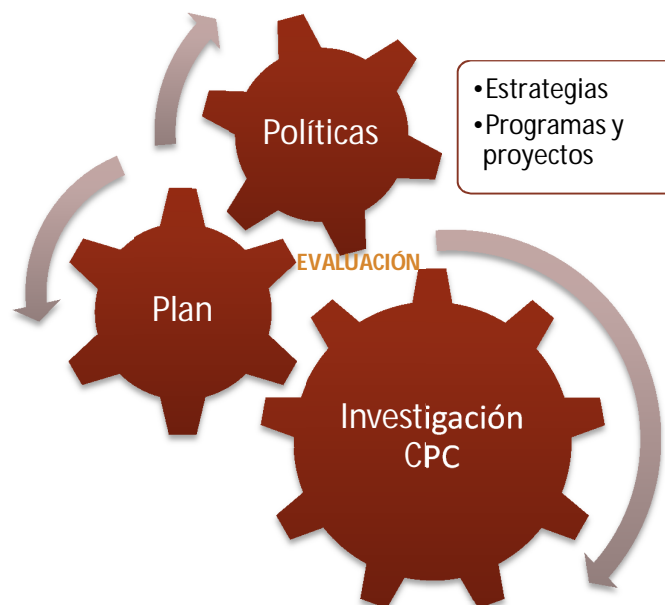 Políticas
•Estrategias
•Programas y
proyectos
EVALUACIÓN
Plan
Investigación
CPC